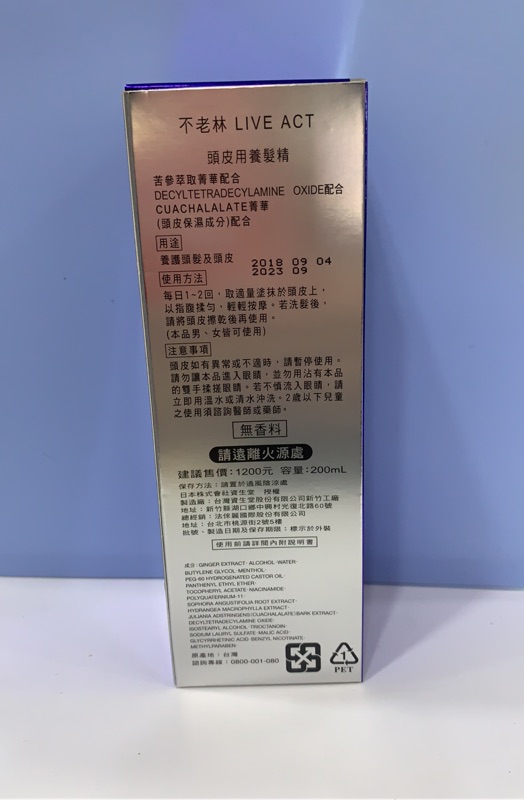 不老林 LIVE ACT
頭皮用養髮精
苦參萃取菁華配合
DECYLTETRADECYLAMINE OXIDE配合
CUACHALALATE菁華
(頭皮保濕成分)配合
用途
養護頭髮及頭皮
2018 09 04
2023 09
使用方法
每日1~2回，取適量塗抹於頭皮上，
以指腹揉匀，輕輕按摩。若洗髮後，
請將頭皮擦乾後再使用。
(本品男、女皆可使用)
注意事項
頭皮如有異常或不適時，請暫停使用。
請勿讓本品進入眼睛，並勿用沾有本品
的雙手揉搓眼睛。若不慎流入眼睛，請
立即用溫水或清水沖洗。2歲以下兒童
之使用須諮詢醫師或藥師。
無香料
請遠離火源處
建議售價：1200元 容量：200mL
保存方法：請置於通風陰涼處
日本株式會社資生堂 授權
製造廠：台灣資生堂股份有限公司新竹工廠
地址：新竹縣湖口鄉中興村光復北路60號
總經銷：法徠麗國際股份有限公司
地址：台北市桃源街2號5樓
批號、製造日期及保存期限：標示於外裝
使用前請詳閱內附說明書
成分：GINGER EXTRACT·ALCOHOL·WATER·
BUTYLENE GLYCOL·MENTHOL·
PEG-60 HYDROGENATED CASTOR OIL·
PANTHENYL ETHYL ETHER·
TOCOPHERYL ACETATE·NIACINAMIDE·
POLYQUATERNIUM-11·
SOPHORA ANGUSTIFOLIA ROOT EXTRACT·
HYDRANGEA MACROPHYLLA EXTRACT·
JULIANIA ADSTRINGENS(CUACHALALATE)BARK EXTRACT·
DECYLTETRADECYLAMINE OXIDE·
ISOSTEARYL ALCOHOL·TRIOCTANOIN·
SODIUM LAURYL SULFATE·MALIC ACID·
GLYCYRRHETINIC ACID·BENZYL NICOTINATE·
METHYLPARABEN·
原產地：台灣
諮詢專線：0800-001-080
1
PET